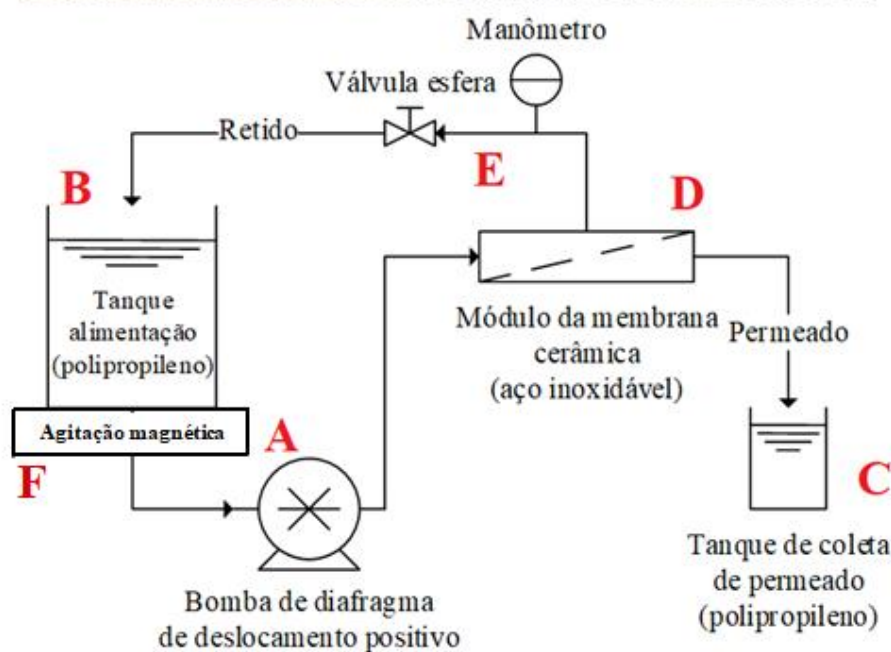 Manômetro
Válvula esfera
Retido
E
B
D
Tanque
alimentação
(polipropileno)
Módulo da membrana
cerâmica
(aço inoxidável)
Permeado
Agitação magnética
A
F
C
Bomba de diafragma
de deslocamento positivo
Tanque de coleta
de permeado
(polipropileno)